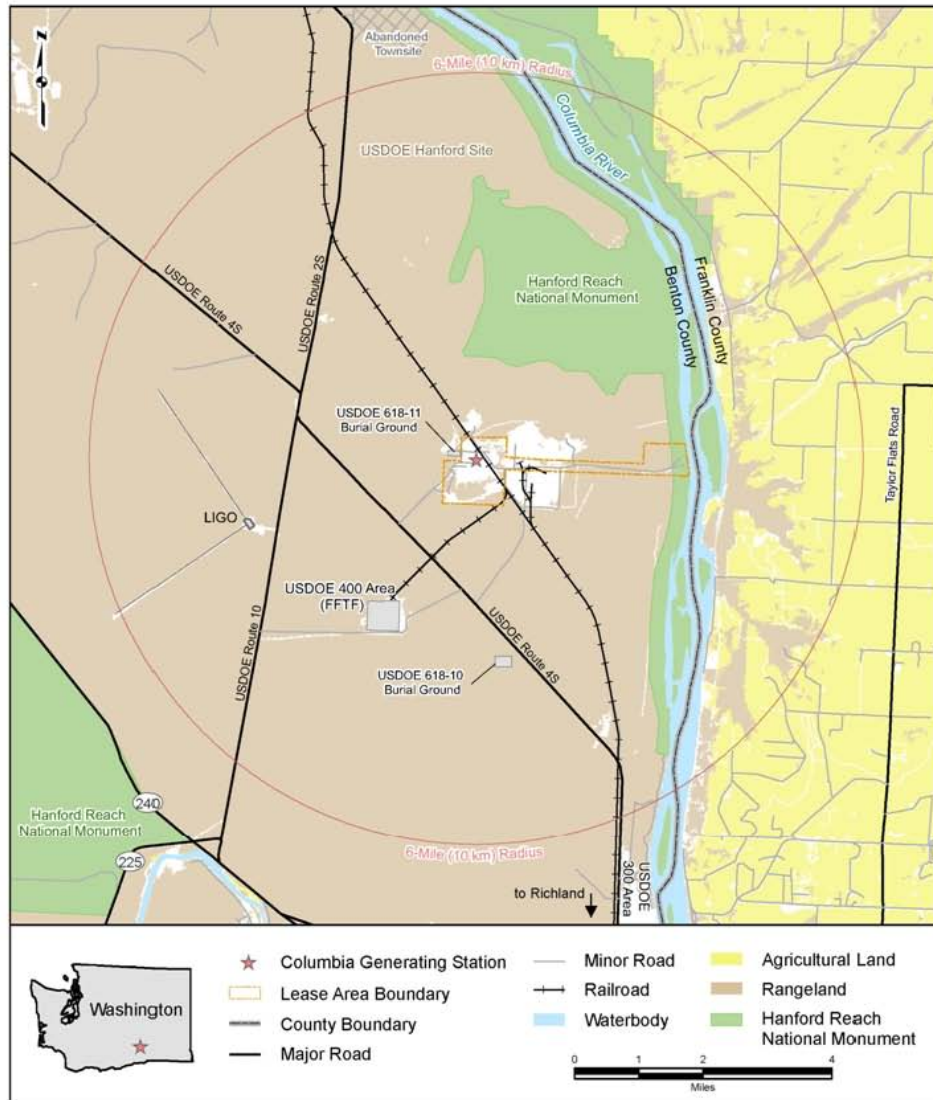 N
Abandoned
Townsite
6-Mile (10 km) Radius
Columbia River
USDOE Hanford Site
USDOE Route 4S
USDOE Route 2S
Hanford Reach
National Monument
Franklin County
Benton County
Taylor Flats Road
USDOE 618-11
Burial Ground
LIGO
USDOE 400 Area
(FFTF)
USDOE Route 10
USDOE 618-10
Burial Ground
USDOE Route 4S
240
Hanford Reach
National Monument
225
6-Mile (10 km) Radius
to Richland
USDOE
300 Area
Washington
Columbia Generating Station
Lease Area Boundary
County Boundary
Major Road
Minor Road
Railroad
Waterbody
Agricultural Land
Rangeland
Hanford Reach
National Monument
0 1 2 4
Miles